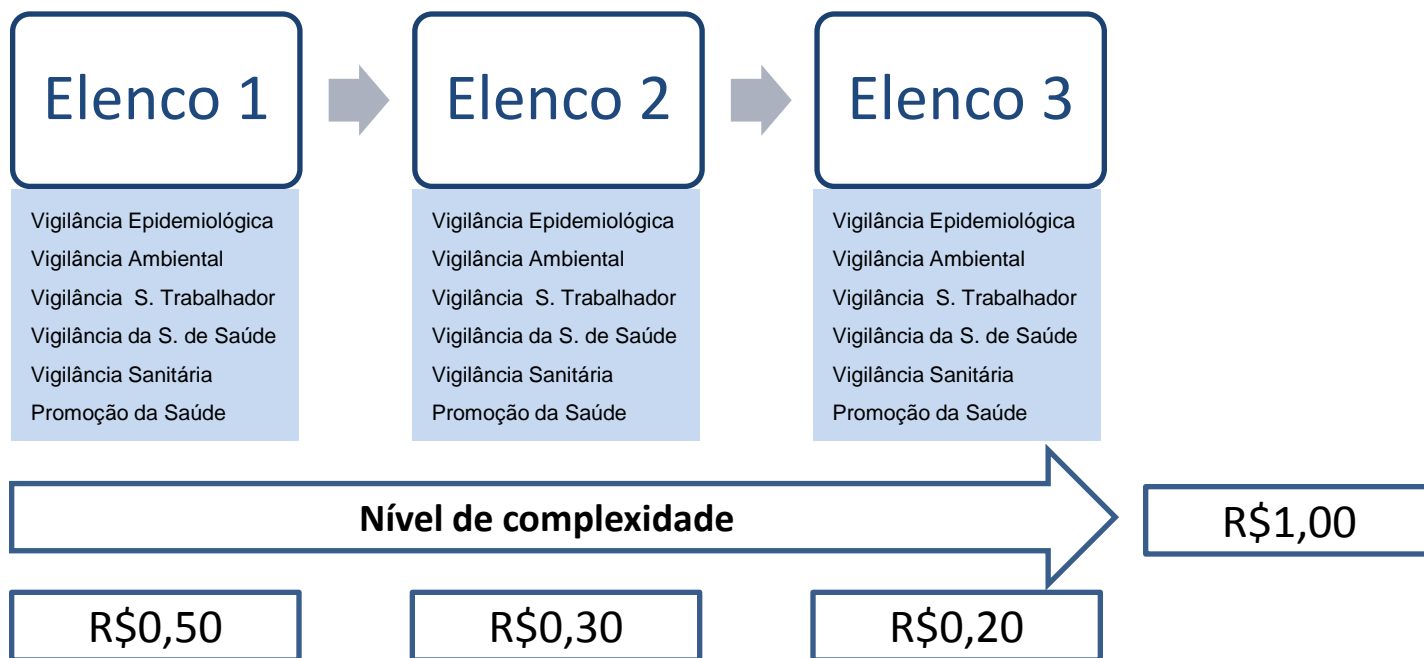 Elenco 1
Vigilância Epidemiológica
Vigilância Ambiental
Vigilância S. Trabalhador
Vigilância da S. de Saúde
Vigilância Sanitária
Promoção da Saúde
Elenco 2
Vigilância Epidemiológica
Vigilância Ambiental
Vigilância S. Trabalhador
Vigilância da S. de Saúde
Vigilância Sanitária
Promoção da Saúde
Elenco 3
Vigilância Epidemiológica
Vigilância Ambiental
Vigilância S. Trabalhador
Vigilância da S. de Saúde
Vigilância Sanitária
Promoção da Saúde
Nível de complexidade
R$1,00
R$0,50
R$0,30
R$0,20